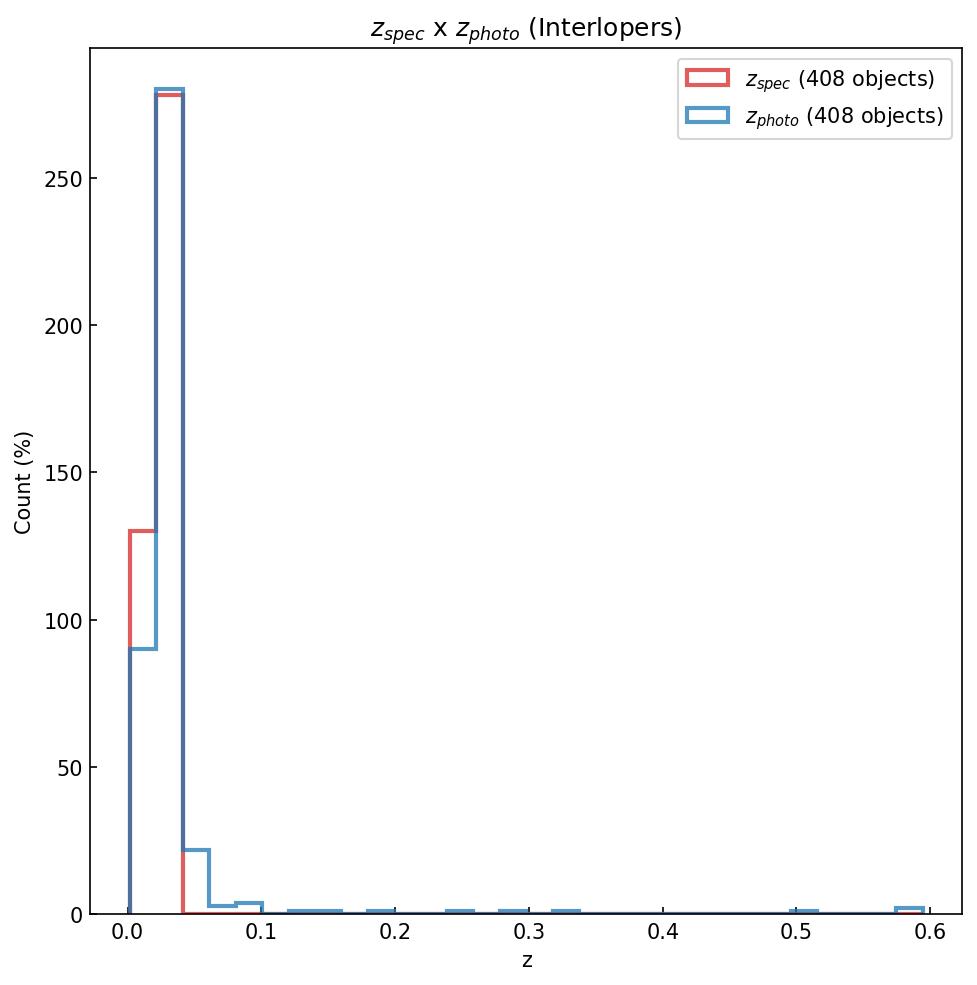 z_spec x z_photo (Interlopers)
z_spec (408 objects)
z_photo (408 objects)
Count (%)
250
200
150
100
50
0
0.0 0.1 0.2 0.3 0.4 0.5 0.6
z